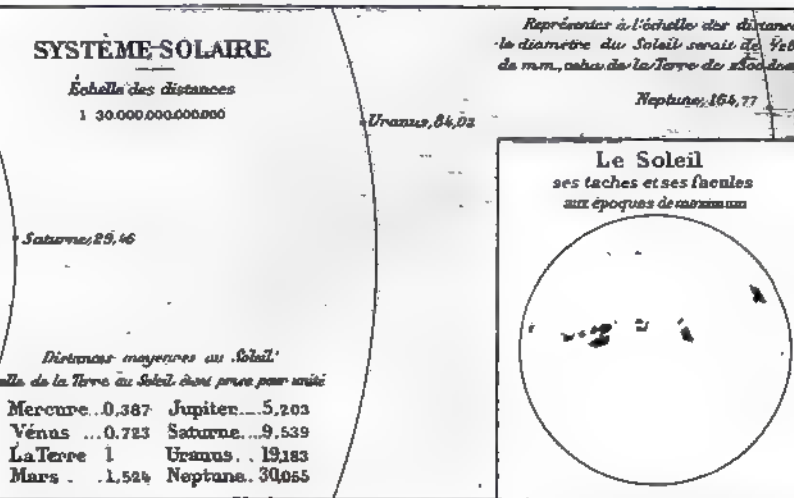 SYSTÈME SOLAIRE
Échelle des distances
1 30.000.000.000.000
Saturne, 29,46
Uranus, 84,02
Représenter à l'échelle des
le diamètre du Soleil serait de
de mm., celui de la Terre de
Neptune, 164,77
Le Soleil
ses taches et ses facules
aux époques de maximum
Distances moyennes au Soleil
de la Terre au Soleil étant prise pour unité
Mercure...0,387 Jupiter....5,203
Vénus ...0.723 Saturne...9,539
La Terre 1 Uranus. . 19,183
Mars . .1,524 Neptune. 30,055